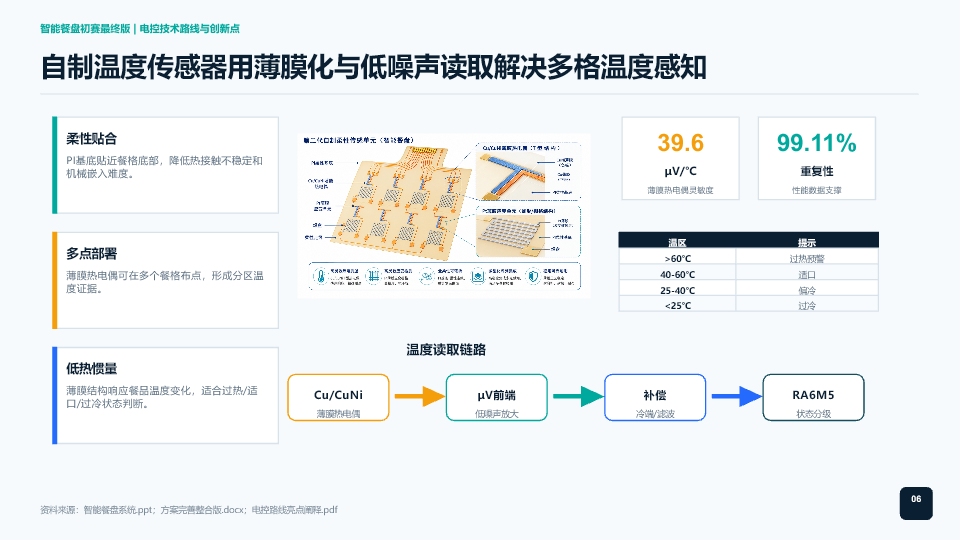 智能餐盘初赛最终版 | 电控技术路线与创新点
自制温度传感器用薄膜化与低噪声读取解决多格温度感知
柔性贴合
PI基底贴近餐格底部，降低热接触不稳定和
机械嵌入难度。
多点部署
薄膜热电偶可在多个餐格布点，形成分区温
度证据。
低热惯量
薄膜结构响应餐品温度变化，适合过热/适
口/过冷状态判断。
39.6
μV/℃
薄膜热电偶灵敏度
99.11%
重复性
性能数据支撑
温区 提示
>60℃ 过热预警
40-60℃ 适口
25-40℃ 偏冷
<25℃ 过冷
温度读取链路
Cu/CuNi
薄膜热电偶
μV前端
低噪声放大
补偿
冷端/滤波
RA6M5
状态分级
资料来源：智能餐盘系统.ppt；方案完善整合版.docx；电控路线亮点阐释.pdf
06